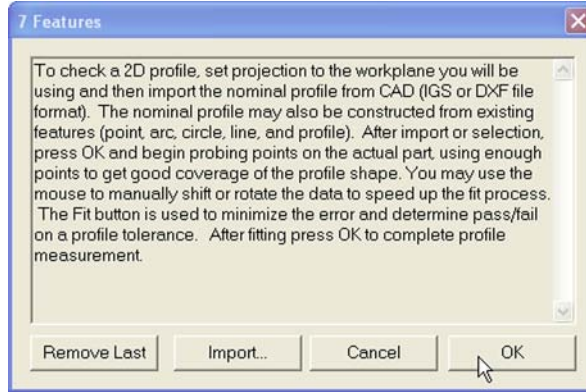 7 Features
To check a 2D profile, set projection to the workplane you will be
using and then import the nominal profile from CAD (IGS or DXF file
format).  The nominal profile may also be constructed from existing
features (point, arc, circle, line, and profile).  After import or selection,
press OK and begin probing points on the actual part, using enough
points to get good coverage of the profile shape. You may use the
mouse to manually shift or rotate the data to speed up the fit process.
The Fit button is used to minimize the error and determine pass/fail
on a profile tolerance.   After fitting press OK to complete profile
measurement.
Remove Last
Import...
Cancel
OK